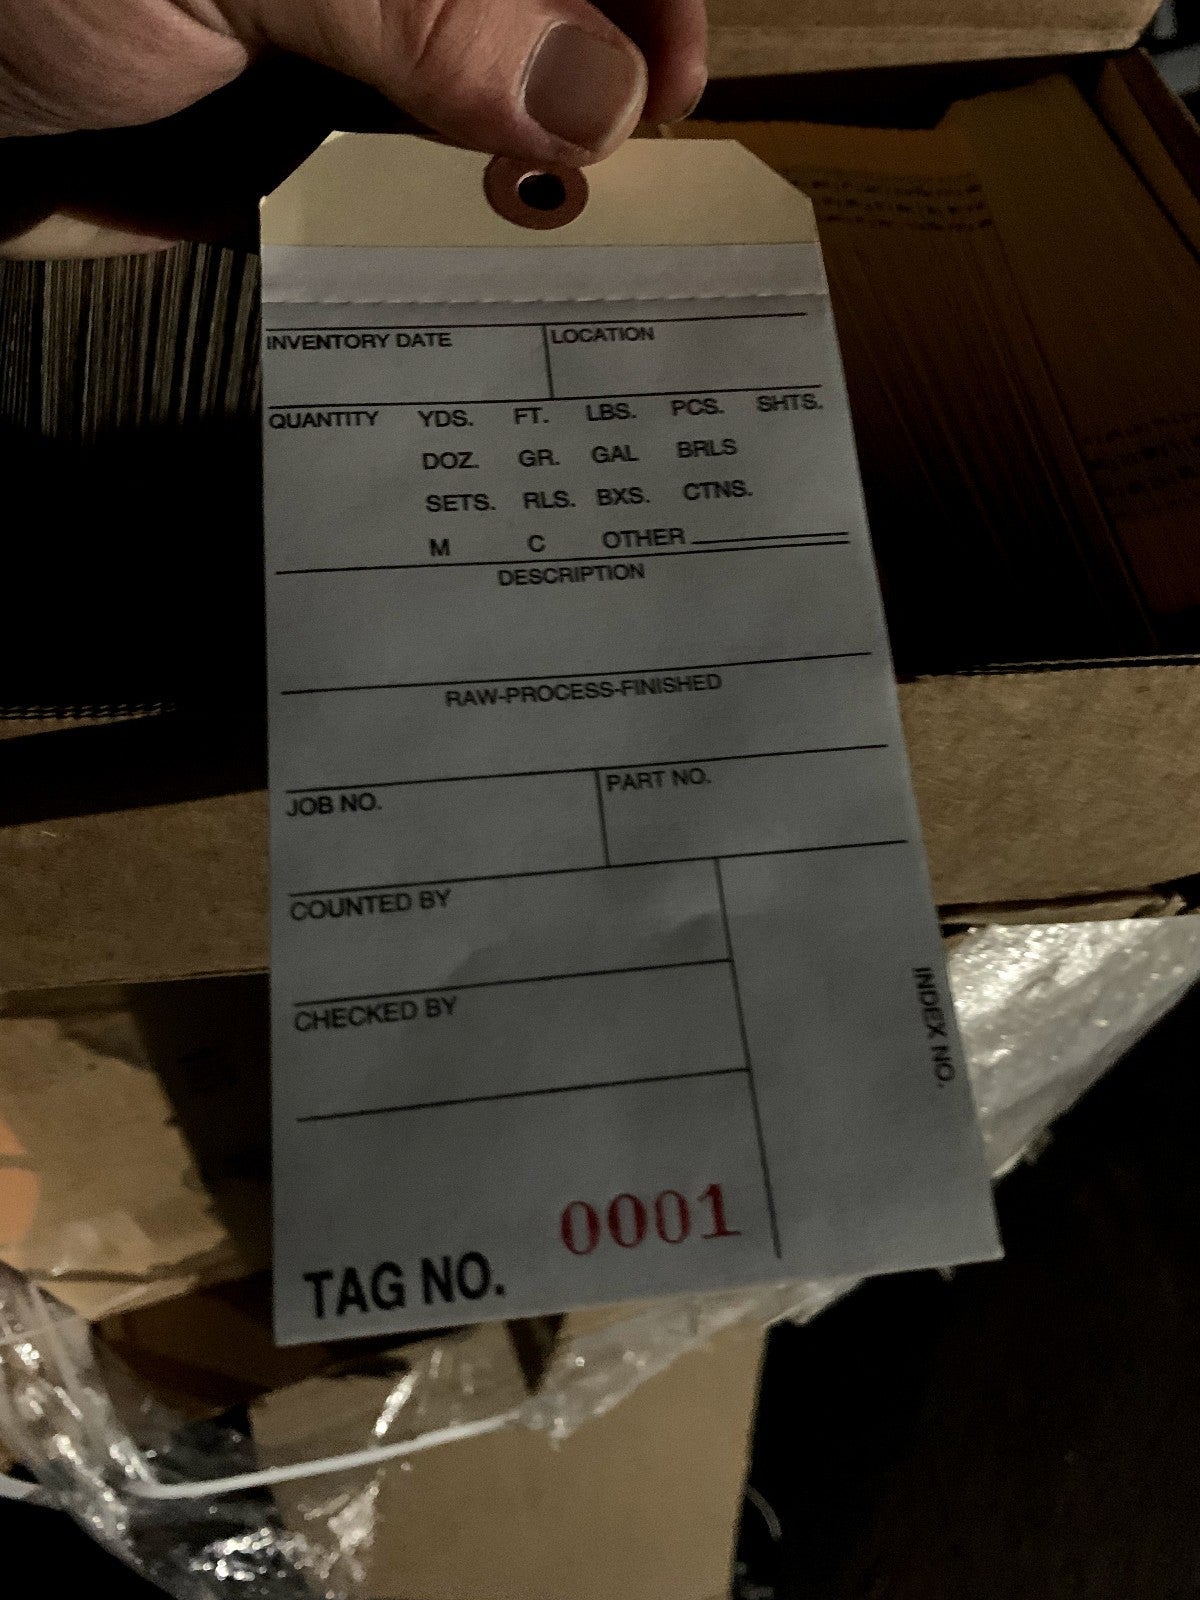 INVENTORY DATE LOCATION
QUANTITY YDS. FT. LBS. PCS. SHTS.
DOZ. GR. GAL BRLS
SETS. RLS. BXS. CTNS.
M C OTHER
DESCRIPTION
RAW-PROCESS-FINISHED
JOB NO. PART NO.
COUNTED BY
CHECKED BY
INDEX NO.
TAG NO. 0001